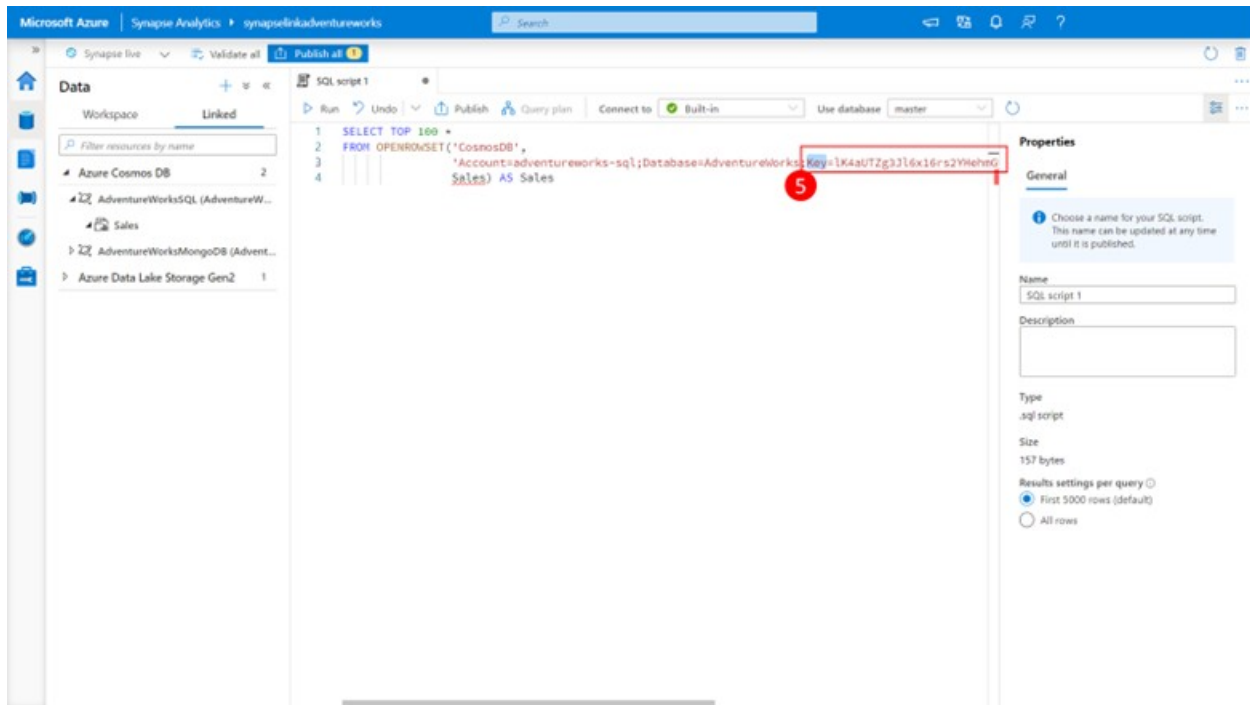 Microsoft Azure Synapse Analytics synapselinkadventureworks Search
Synapse live Validate all Publish all 1
Data
Workspace Linked
Filter resources by name
Azure Cosmos DB 2
AdventureWorksSQL (AdventureW...
Sales
AdventureWorksMongoDB (Advent...
Azure Data Lake Storage Gen2 1
SQL script 1
Run Undo Publish Query plan Connect to Built-in Use database master
1 SELECT TOP 100 *
2 FROM OPENROWSET('CosmosDB',
3 'Account=adventureworks-sql;Database=AdventureWorks;Key=lK4aUTZg3Jl6x16rs2YHehmG
4 Sales) AS Sales
5
Properties
General
Choose a name for your SQL script.
This name can be updated at any time
until it is published.
Name
SQL script 1
Description
Type
.sql script
Size
157 bytes
Results settings per query
First 5000 rows (default)
All rows